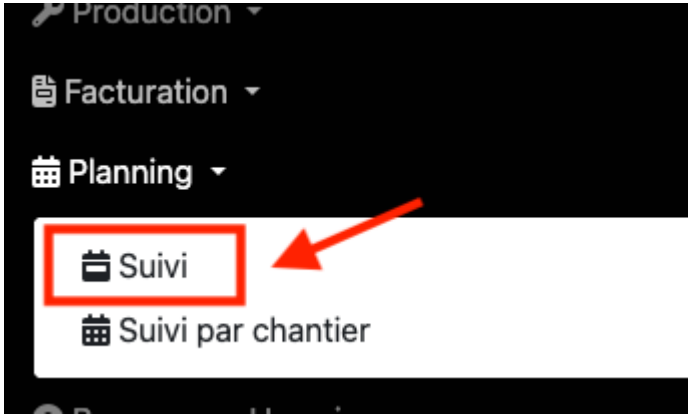 Production
Facturation
Planning
Suivi
Suivi par chantier